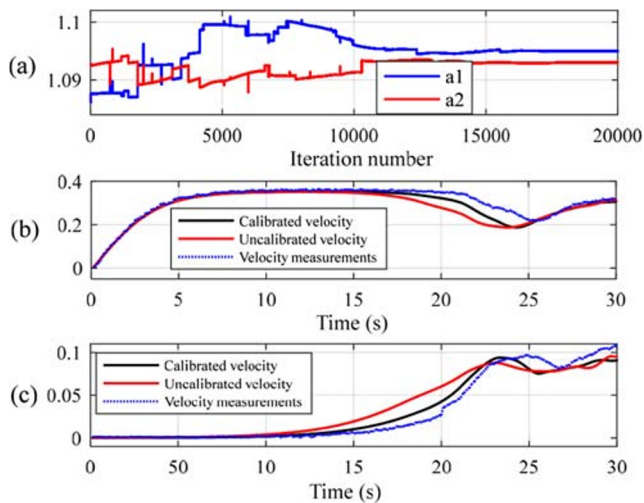 (a)
1.1
1.09
a1
a2
0 5000 10000 15000 20000
Iteration number
(b)
0.4
0.2
0
Calibrated velocity
Uncalibrated velocity
Velocity measurements
0 5 10 15 20 25 30
Time (s)
(c)
0.1
0.05
0
Calibrated velocity
Uncalibrated velocity
Velocity measurements
0 50 50 10 15 20 25 30
Time (s)